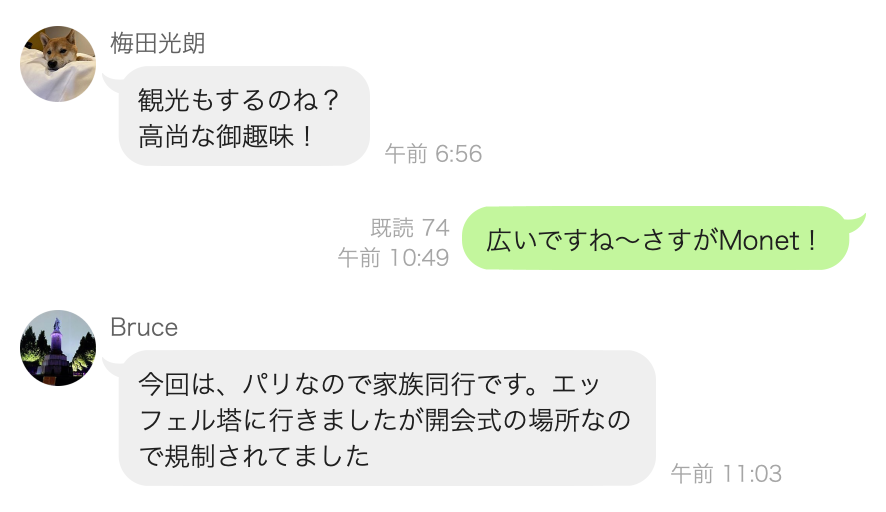 梅田光朗
観光もするのね？
高尚な御趣味！
午前 6:56
既読 74
午前 10:49
広いですね〜さすがMonet！
Bruce
今回は、パリなので家族同行です。エッ
フェル塔に行きましたが開会式の場所なの
で規制されてました
午前 11:03